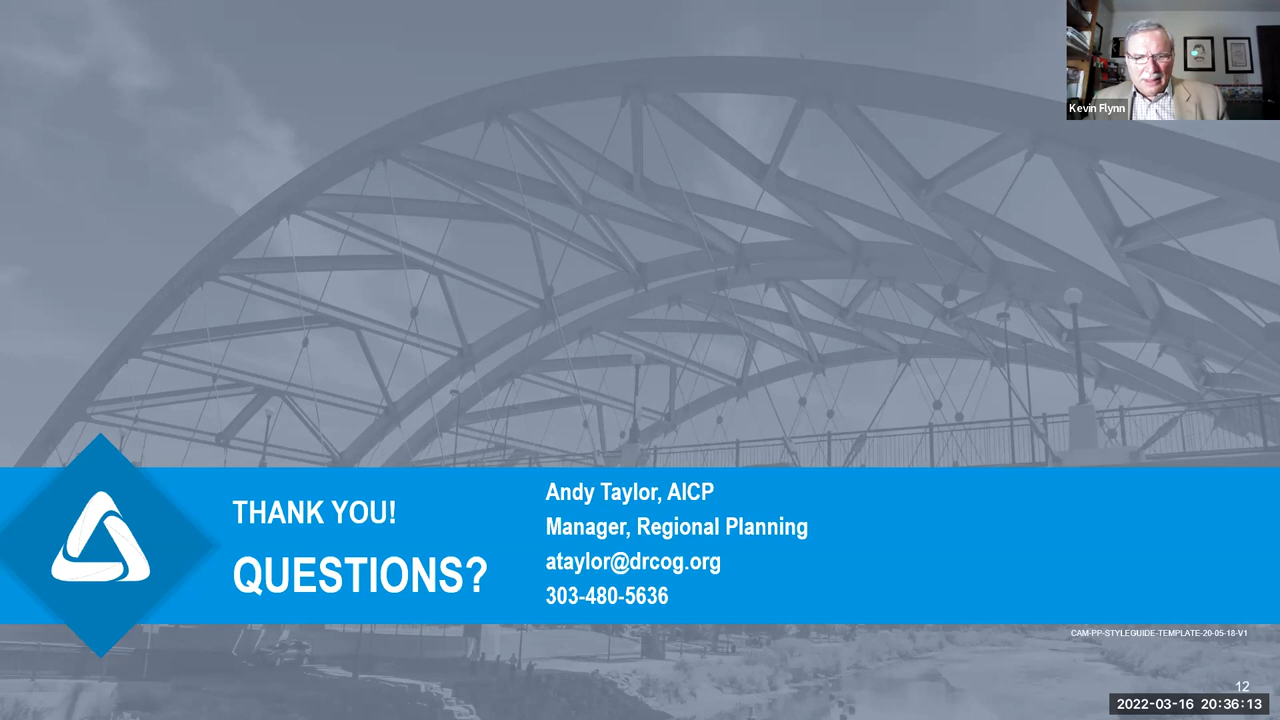 Kevin Flynn
THANK YOU!
QUESTIONS?
Andy Taylor, AICP
Manager, Regional Planning
ataylor@drcog.org
303-480-5636
CAM-PP-STYLEGUIDE-TEMPLATE-20-05-18-V1
12
2022-03-16 20:36:13